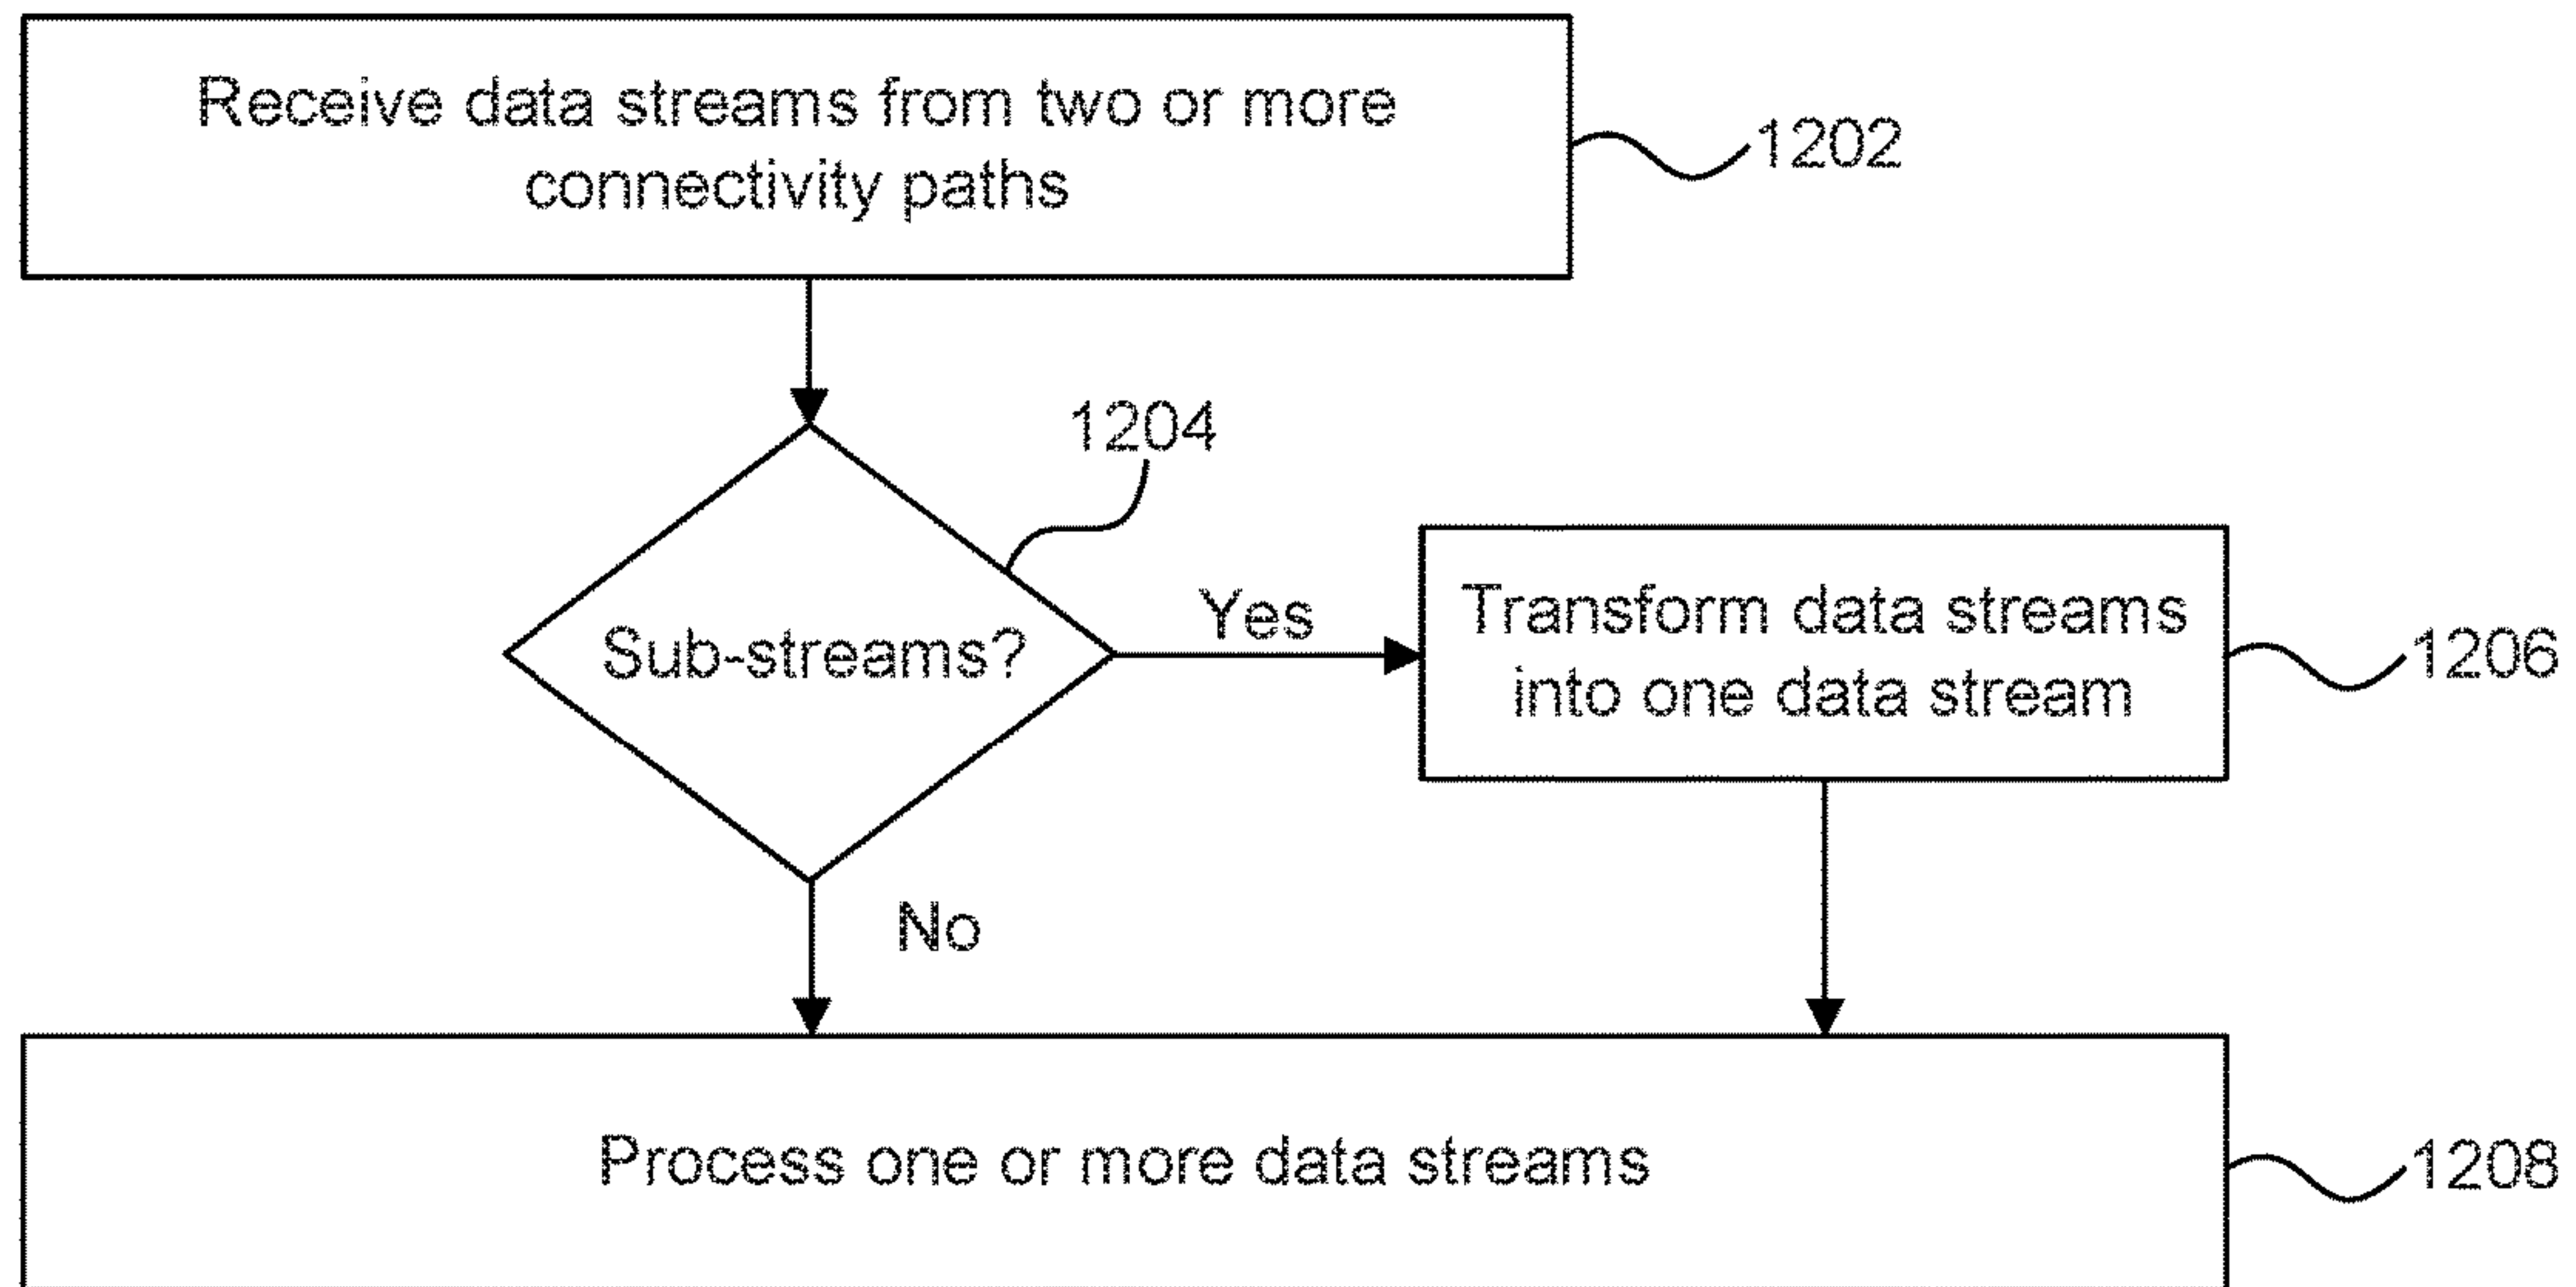 Receive data streams from two or more
connectivity paths
1202
1204
Sub-streams?
Yes
Transform data streams
into one data stream
1206
No
Process one or more data streams
1208